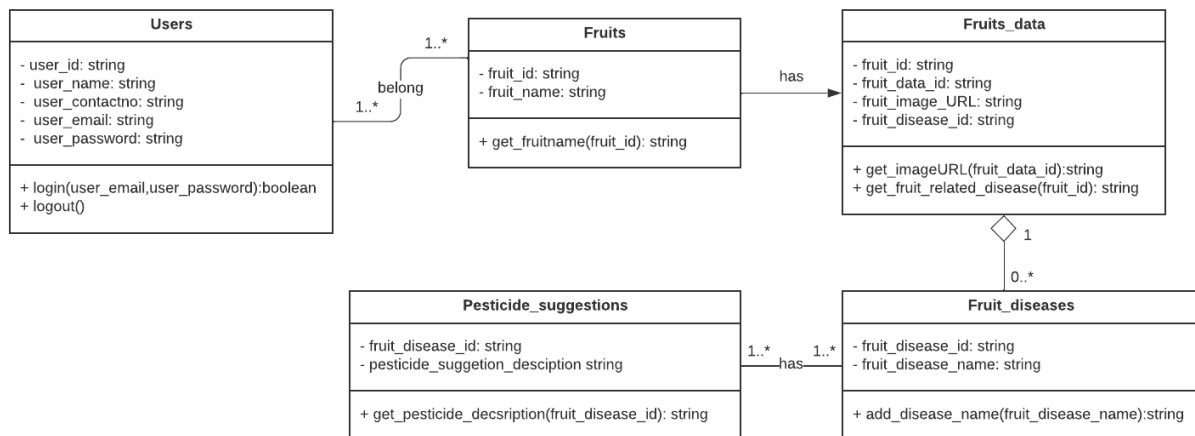 Users
- user_id: string
- user_name: string
- user_contactno: string
- user_email: string
- user_password: string
+ login(user_email,user_password):boolean
+ logout()
1..*
belong
1..*
Fruits
- fruit_id: string
- fruit_name: string
+ get_fruitname(fruit_id): string
has
Fruits_data
- fruit_id: string
- fruit_data_id: string
- fruit_image_URL: string
- fruit_disease_id: string
+ get_imageURL(fruit_data_id):string
+ get_fruit_related_disease(fruit_id): string
1
0..*
Pesticide_suggestions
- fruit_disease_id: string
- pesticide_suggetion_desciption string
+ get_pesticide_decsription(fruit_disease_id): string
1..*
has
1..*
Fruit_diseases
- fruit_disease_id: string
- fruit_disease_name: string
+ add_disease_name(fruit_disease_name):string